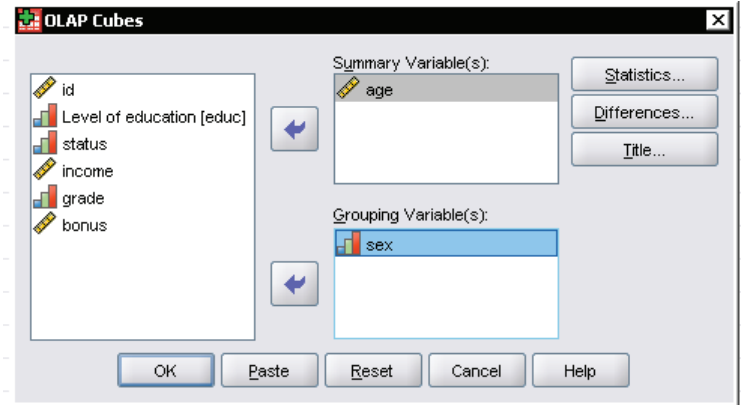 OLAP Cubes
id
Level of education [educ]
status
income
grade
bonus
Summary Variable(s):
age
Grouping Variable(s):
sex
Statistics...
Differences...
Title...
OK
Paste
Reset
Cancel
Help